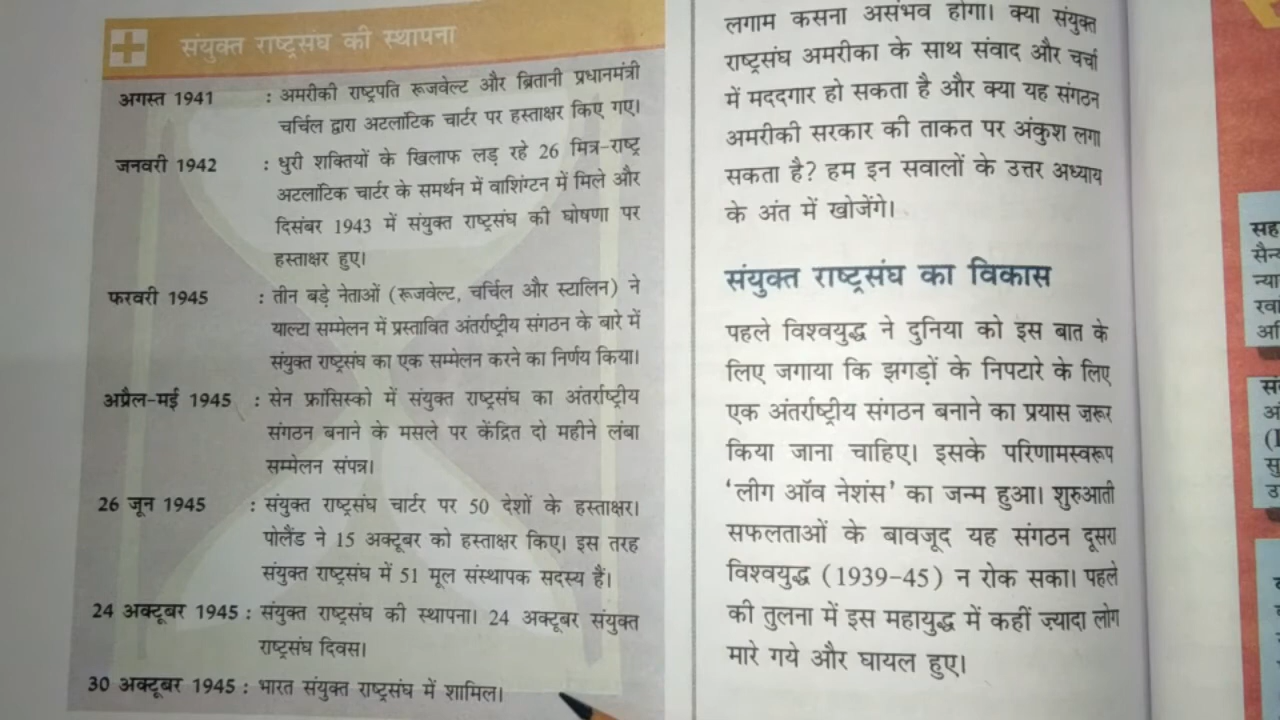 संयुक्त राष्ट्रसंघ की स्थापना
अगस्त 1941 : अमरीकी राष्ट्रपति रूजवेल्ट और ब्रितानी प्रधानमंत्री
चर्चिल द्वारा अटलांटिक चार्टर पर हस्ताक्षर किए गए।
जनवरी 1942 : धुरी शक्तियों के खिलाफ लड़ रहे 26 मित्र-राष्ट्र
अटलांटिक चार्टर के समर्थन में वाशिंग्टन में मिले और
दिसंबर 1943 में संयुक्त राष्ट्रसंघ की घोषणा पर
हस्ताक्षर हुए।
फरवरी 1945 : तीन बड़े नेताओं (रूजवेल्ट, चर्चिल और स्टालिन) ने
याल्टा सम्मेलन में प्रस्तावित अंतर्राष्ट्रीय संगठन के बारे में
संयुक्त राष्ट्रसंघ का एक सम्मेलन करने का निर्णय किया।
अप्रैल-मई 1945 : सेन फ्रांसिस्को में संयुक्त राष्ट्रसंघ का अंतर्राष्ट्रीय
संगठन बनाने के मसले पर केंद्रित दो महीने लंबा
सम्मेलन संपन्न।
26 जून 1945 : संयुक्त राष्ट्रसंघ चार्टर पर 50 देशों के हस्ताक्षर।
पोलैंड ने 15 अक्टूबर को हस्ताक्षर किए। इस तरह
संयुक्त राष्ट्रसंघ में 51 मूल संस्थापक सदस्य हैं।
24 अक्टूबर 1945 : संयुक्त राष्ट्रसंघ की स्थापना। 24 अक्टूबर संयुक्त
राष्ट्रसंघ दिवस।
30 अक्टूबर 1945 : भारत संयुक्त राष्ट्रसंघ में शामिल।
लगाम कसना असंभव होगा। क्या संयुक्त
राष्ट्रसंघ अमरीका के साथ संवाद और चर्चा
में मददगार हो सकता है और क्या यह संगठन
अमरीकी सरकार की ताकत पर अंकुश लगा
सकता है? हम इन सवालों के उत्तर अध्याय
के अंत में खोजेंगे।
संयुक्त राष्ट्रसंघ का विकास
पहले विश्वयुद्ध ने दुनिया को इस बात के
लिए जगाया कि झगड़ों के निपटारे के लिए
एक अंतर्राष्ट्रीय संगठन बनाने का प्रयास ज़रूर
किया जाना चाहिए। इसके परिणामस्वरूप
'लीग ऑव नेशंस' का जन्म हुआ। शुरुआती
सफलताओं के बावजूद यह संगठन दूसरा
विश्वयुद्ध (1939-45) न रोक सका। पहले
की तुलना में इस महायुद्ध में कहीं ज़्यादा लोग
मारे गये और घायल हुए।